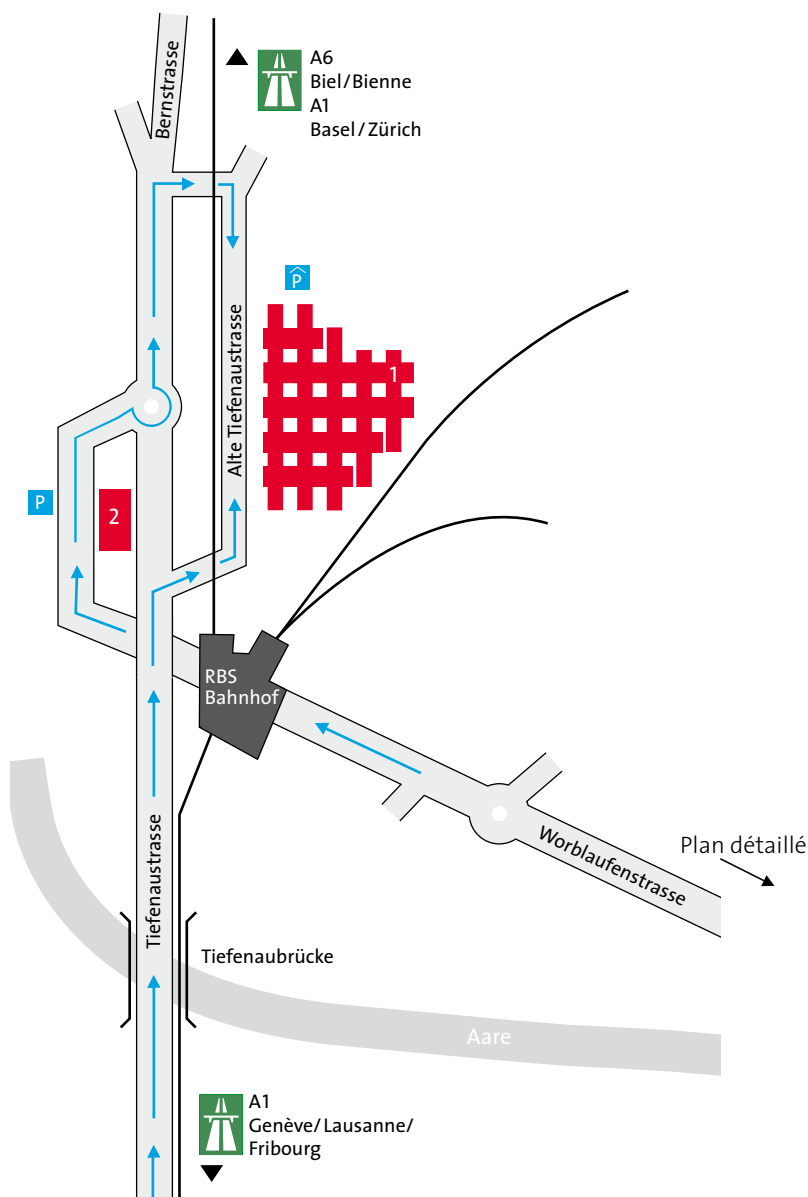 Bernstrasse
A6
Biel/Bienne
A1
Basel/Zürich
P
Alte Tiefenaustrasse
1
P
2
RBS
Bahnhof
Tiefenaustrasse
Worblaufenstrasse
Plan détaillé
Tiefenaubrücke
Aare
A1
Genève/Lausanne/
Fribourg